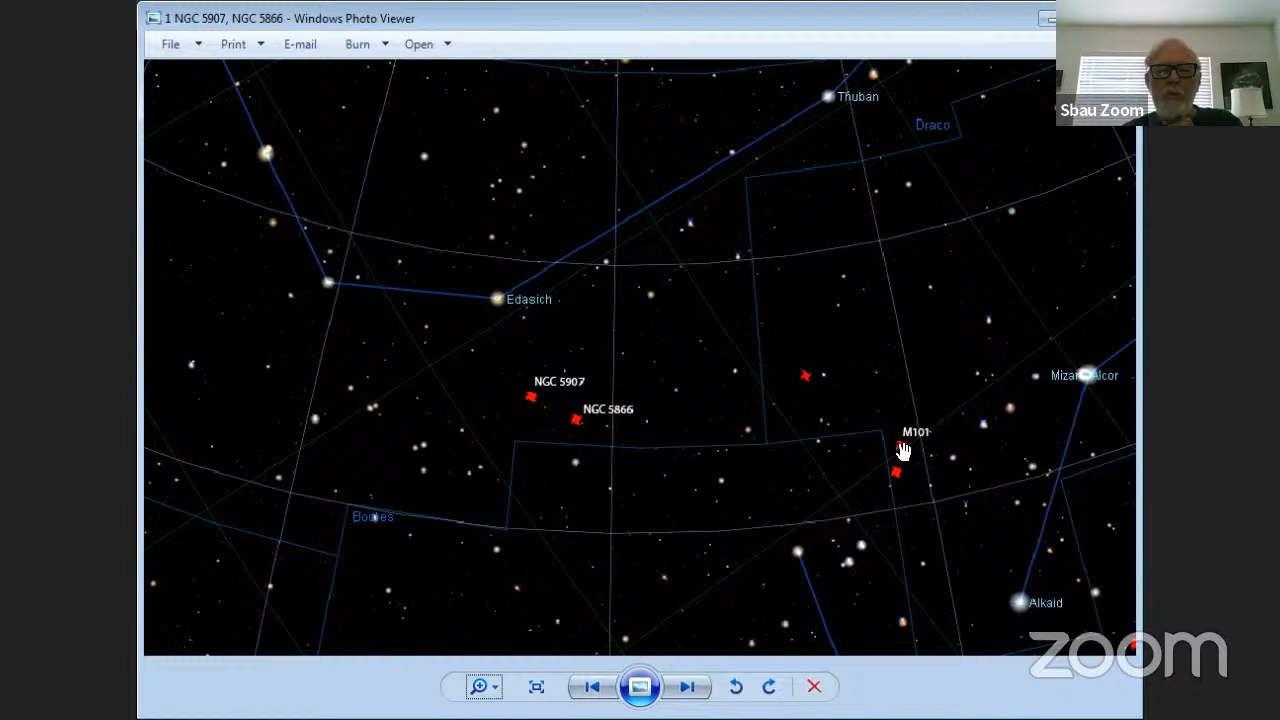 1 NGC 5907, NGC 5866 - Windows Photo Viewer
File Print E-mail Burn Open
Sbau Zoom
Thuban
Draco
Edasich
NGC 5907
NGC 5866
Mizar Alcor
M101
Bootes
Alkaid
zoom